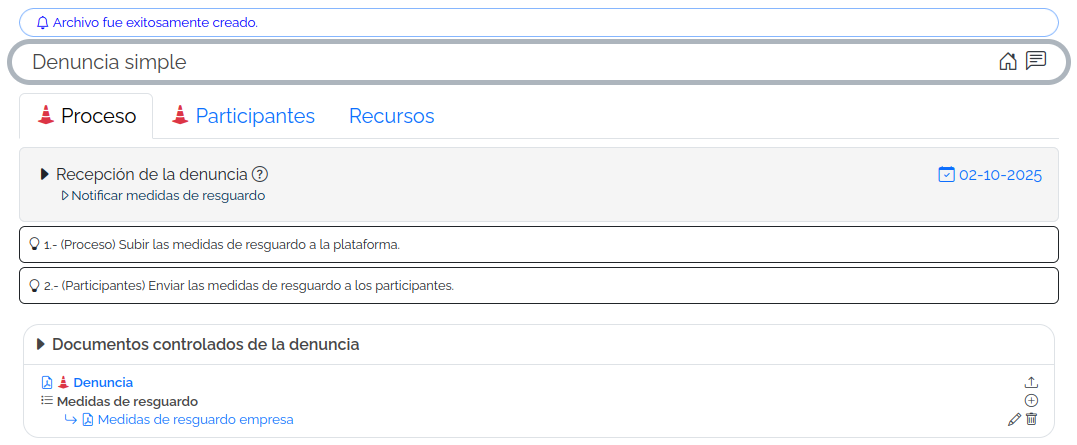 Archivo fue exitosamente creado.
Denuncia simple
Proceso Participantes Recursos
Recepción de la denuncia 02-10-2025
Notificar medidas de resguardo
1.- (Proceso) Subir las medidas de resguardo a la plataforma.
2.- (Participantes) Enviar las medidas de resguardo a los participantes.
Documentos controlados de la denuncia
Denuncia
Medidas de resguardo
Medidas de resguardo empresa